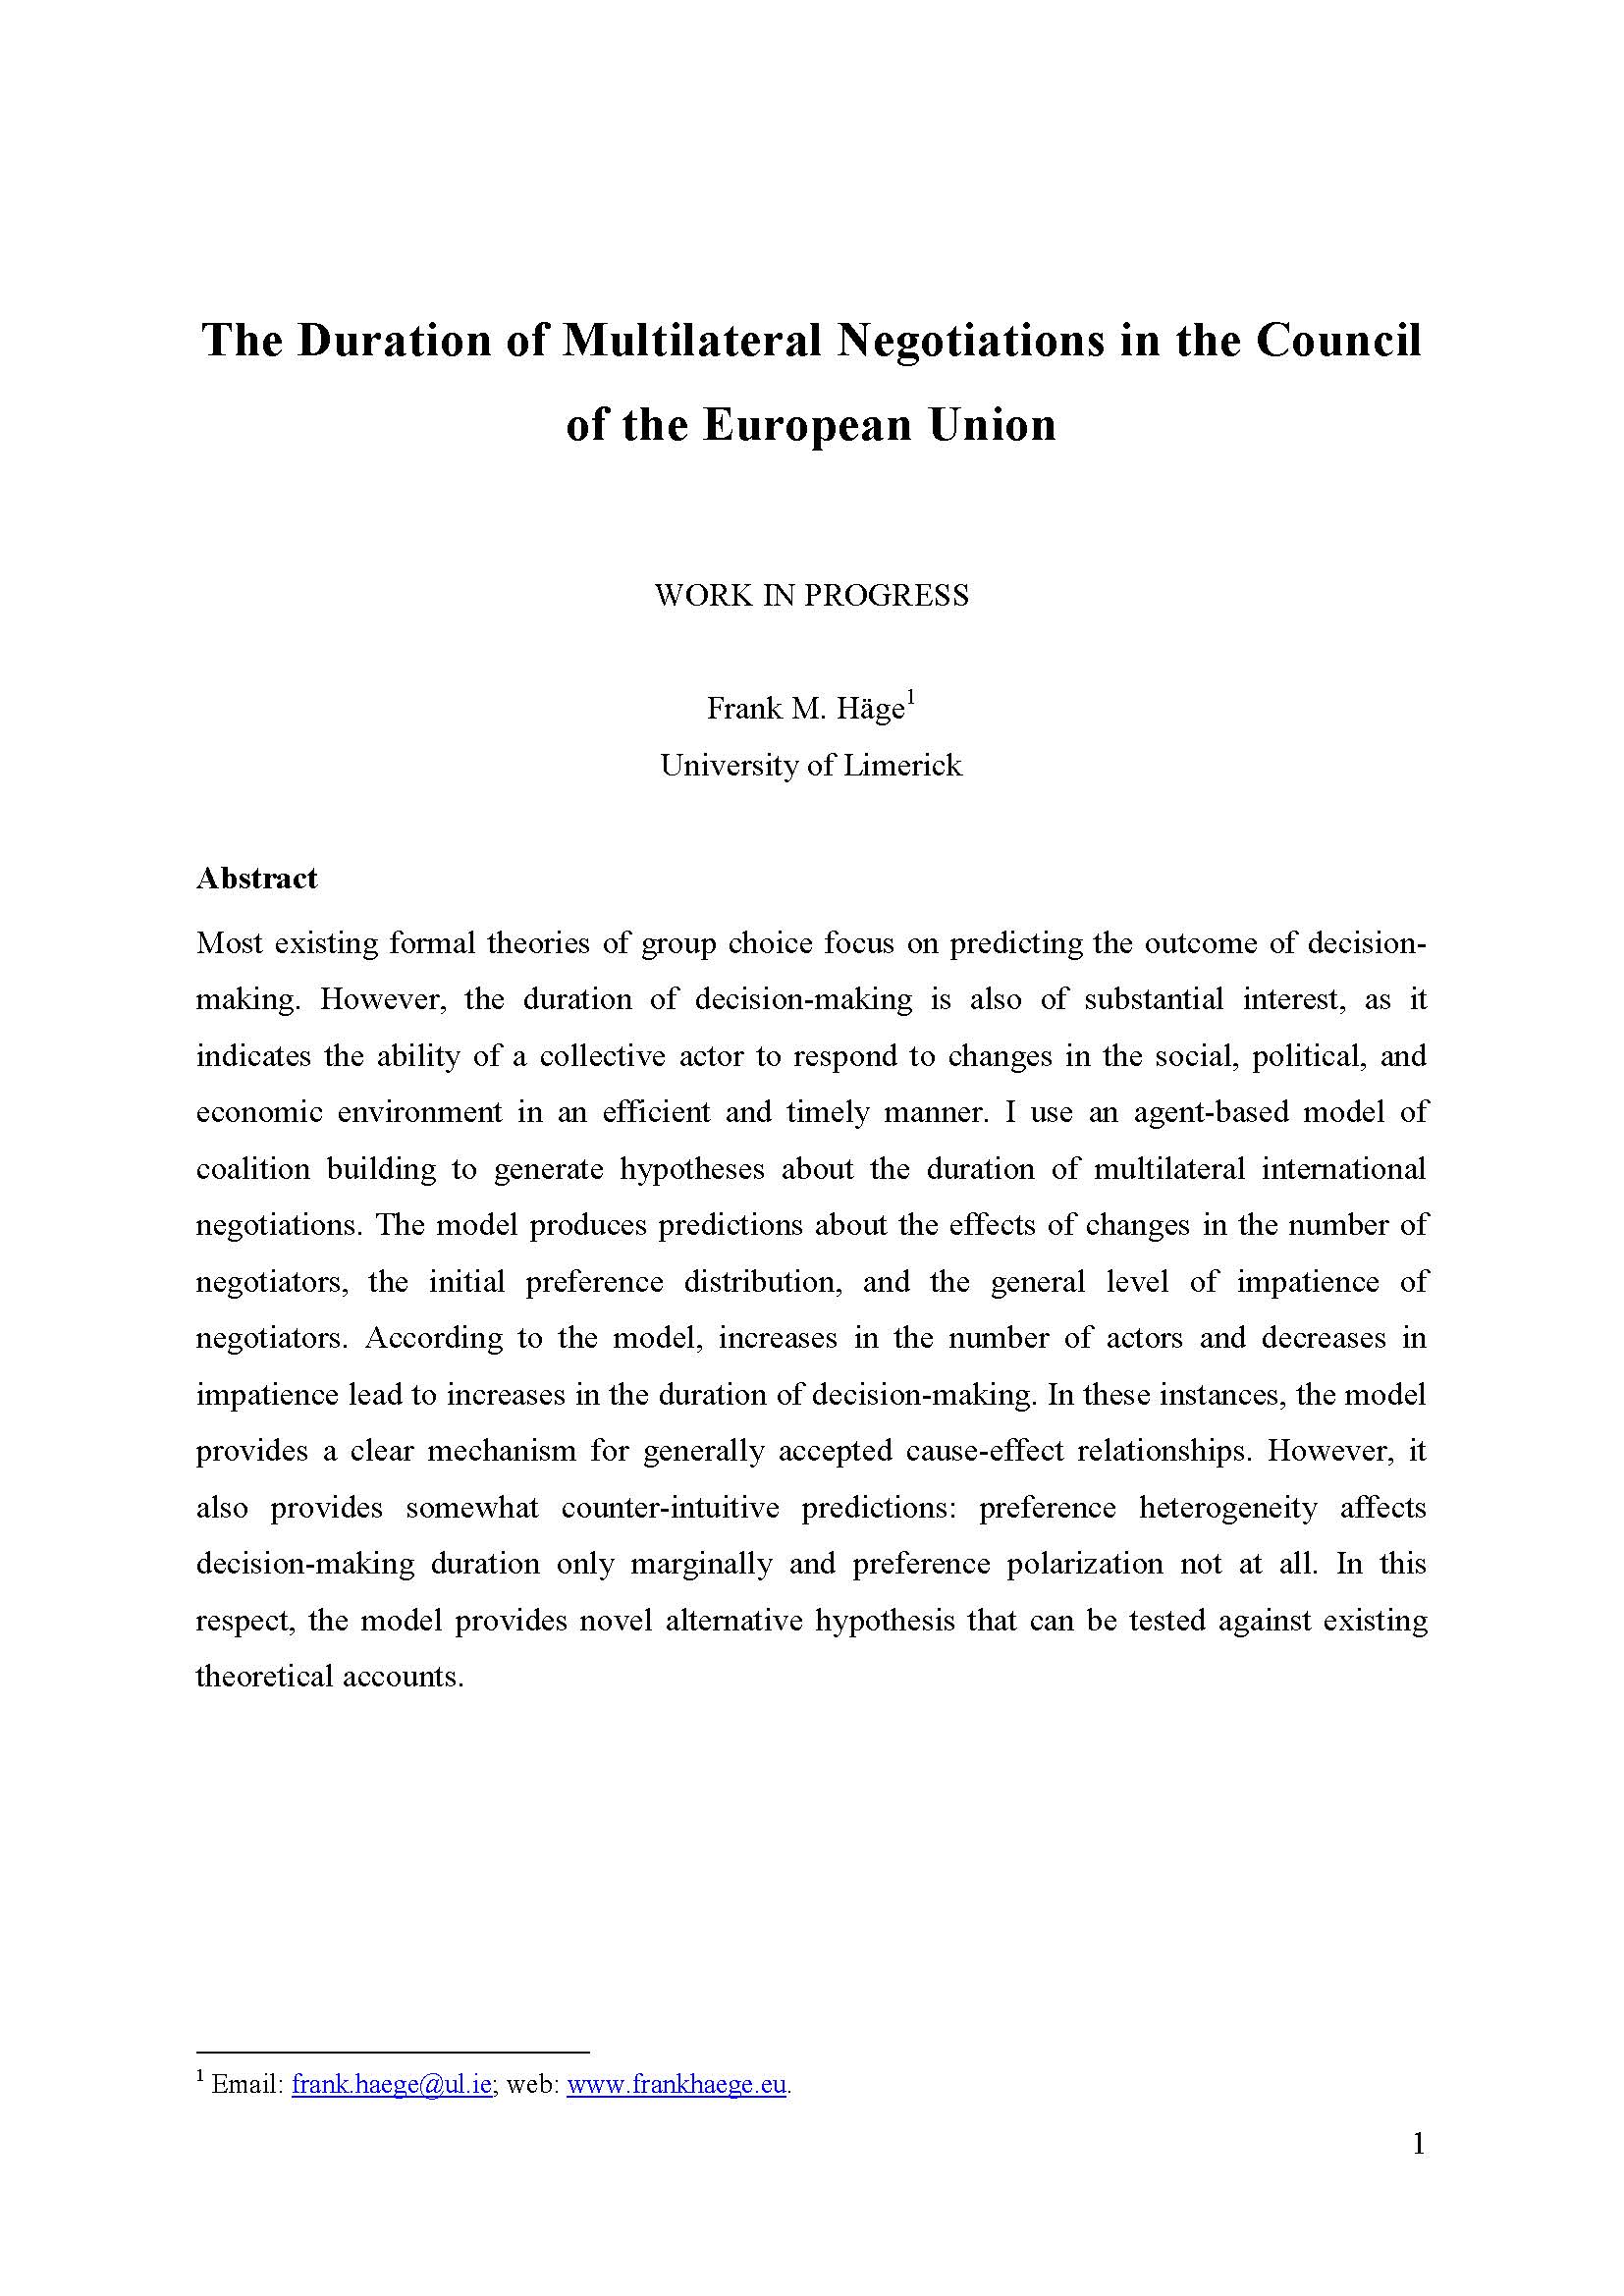 The Duration of Multilateral Negotiations in the Council
of the European Union
WORK IN PROGRESS
Frank M. Häge1
University of Limerick
Abstract
Most existing formal theories of group choice focus on predicting the outcome of decision-
making. However, the duration of decision-making is also of substantial interest, as it
indicates the ability of a collective actor to respond to changes in the social, political, and
economic environment in an efficient and timely manner. I use an agent-based model of
coalition building to generate hypotheses about the duration of multilateral international
negotiations. The model produces predictions about the effects of changes in the number of
negotiators, the initial preference distribution, and the general level of impatience of
negotiators. According to the model, increases in the number of actors and decreases in
impatience lead to increases in the duration of decision-making. In these instances, the model
provides a clear mechanism for generally accepted cause-effect relationships. However, it
also provides somewhat counter-intuitive predictions: preference heterogeneity affects
decision-making duration only marginally and preference polarization not at all. In this
respect, the model provides novel alternative hypothesis that can be tested against existing
theoretical accounts.
1 Email: frank.haege@ul.ie; web: www.frankhaege.eu.
1